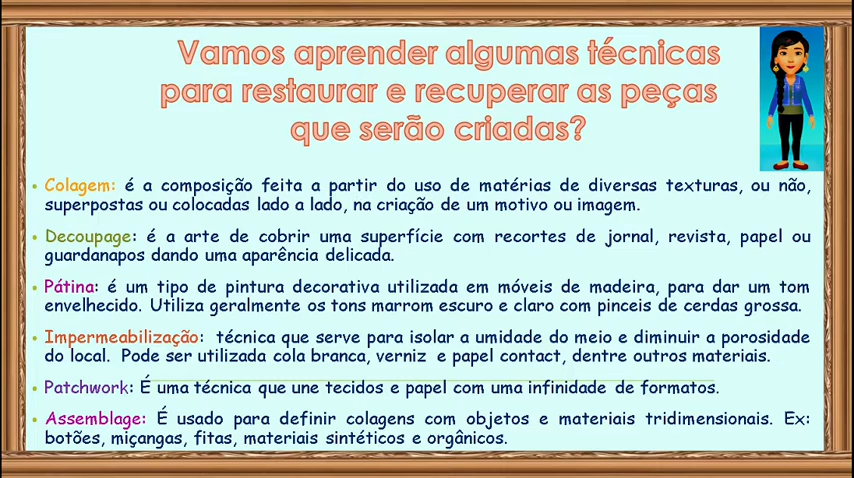 Vamos aprender algumas técnicas
para restaurar e recuperar as peças
que serão criadas?
• Colagem: é a composição feita a partir do uso de matérias de diversas texturas, ou não,
superpostas ou colocadas lado a lado, na criação de um motivo ou imagem.
• Decoupage: é a arte de cobrir uma superfície com recortes de jornal, revista, papel ou
guardanapos dando uma aparência delicada.
• Pátina: é um tipo de pintura decorativa utilizada em móveis de madeira, para dar um tom
envelhecido. Utiliza geralmente os tons marrom escuro e claro com pinceis de cerdas grossa.
• Impermeabilização: técnica que serve para isolar a umidade do meio e diminuir a porosidade
do local. Pode ser utilizada cola branca, verniz e papel contact, dentre outros materiais.
• Patchwork: É uma técnica que une tecidos e papel com uma infinidade de formatos.
• Assemblage: É usado para definir colagens com objetos e materiais tridimensionais. Ex:
botões, miçangas, fitas, materiais sintéticos e orgânicos.